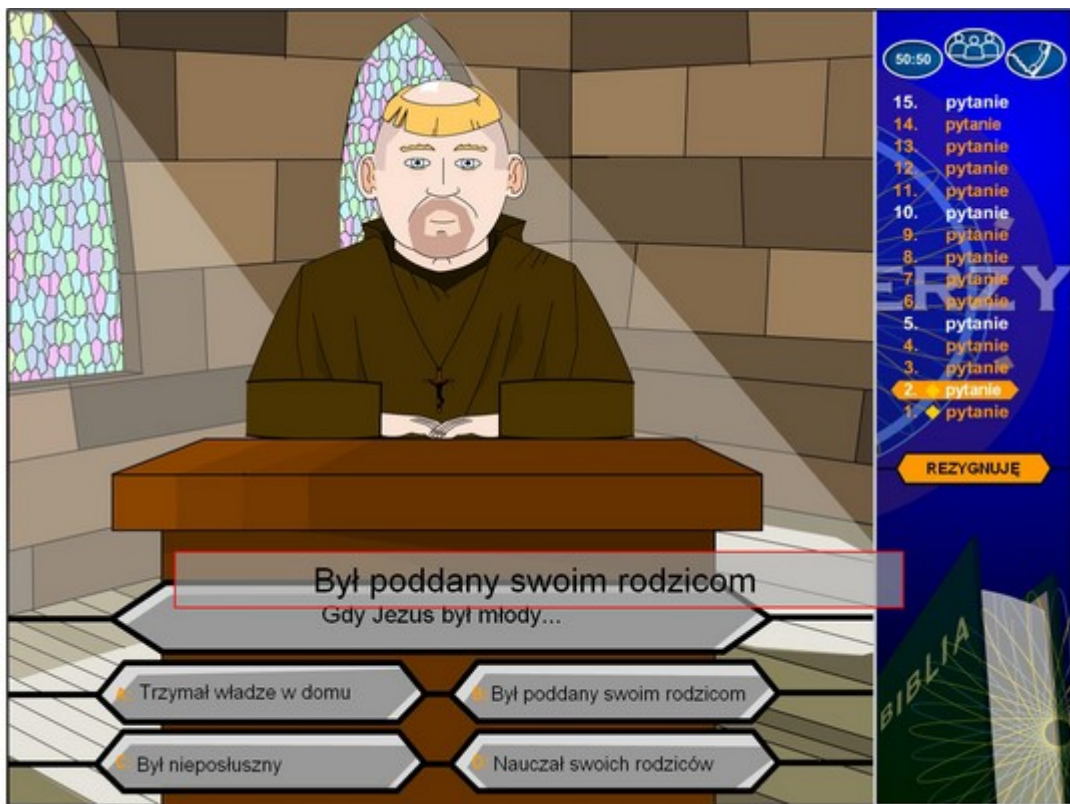 50:50
15. pytanie
14. pytanie
13. pytanie
12. pytanie
11. pytanie
10. pytanie
9. pytanie
8. pytanie
7. pytanie
6. pytanie
5. pytanie
4. pytanie
3. pytanie
2. pytanie
1. pytanie
ERZY
REZYGNUJĘ
Był poddany swoim rodzicom
Gdy Jezus był młody...
A: Trzymał władze w domu
B: Był poddany swoim rodzicom
C: Był nieposłuszny
D: Nauczał swoich rodziców
BIBLIA